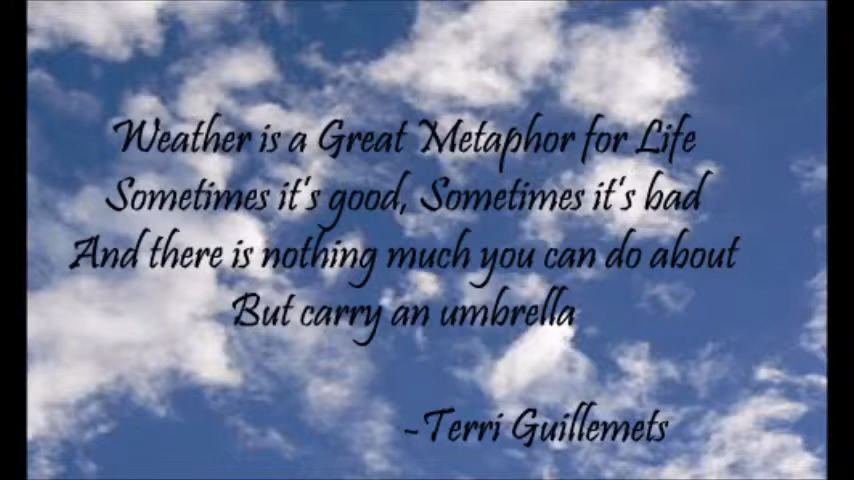 Weather is a Great Metaphor for Life
Sometimes it's good, Sometimes it's bad
And there is nothing much you can do about
But carry an umbrella
~Terri Guillemets